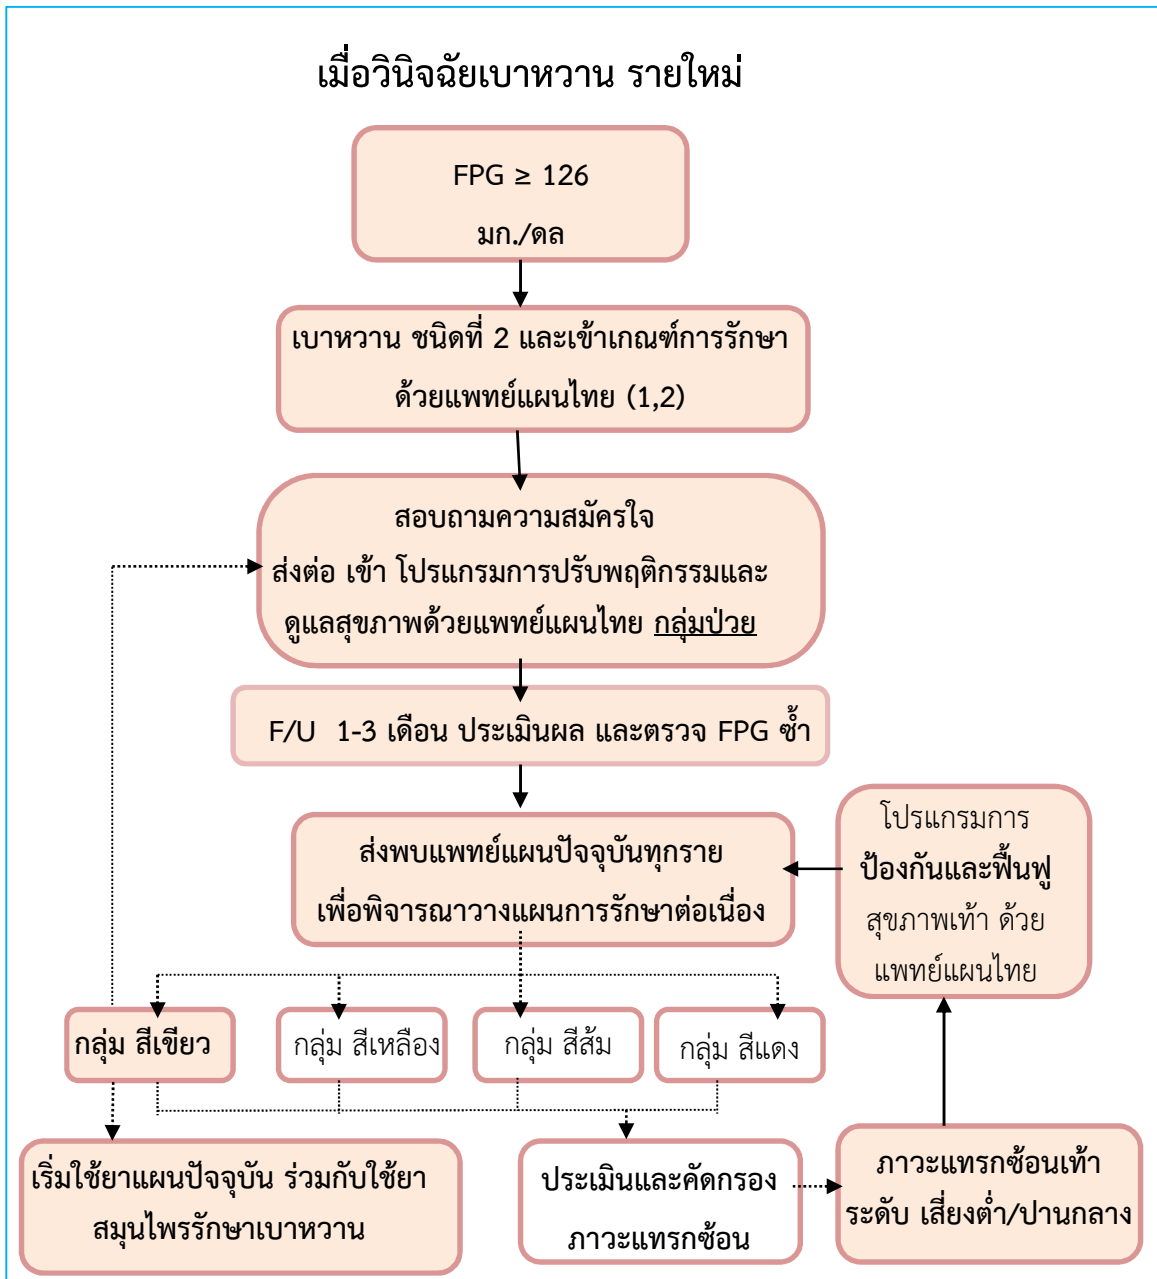 เมื่อวินิจฉัยเบาหวาน รายใหม่
FPG ≥ 126
มก./ดล
เบาหวาน ชนิดที่ 2 และเข้าเกณฑ์การรักษา
ด้วยแพทย์แผนไทย (1,2)
สอบถามความสมัครใจ
ส่งต่อ เข้า โปรแกรมการปรับพฤติกรรมและ
ดูแลสุขภาพด้วยแพทย์แผนไทย กลุ่มป่วย
F/U 1-3 เดือน ประเมินผล และตรวจ FPG ซ้ำ
ส่งพบแพทย์แผนปัจจุบันทุกราย
เพื่อพิจารณาวางแผนการรักษาต่อเนื่อง
โปรแกรมการ
ป้องกันและฟื้นฟู
สุขภาพเท้า ด้วย
แพทย์แผนไทย
กลุ่ม สีเขียว
กลุ่ม สีเหลือง
กลุ่ม สีส้ม
กลุ่ม สีแดง
เริ่มใช้ยาแผนปัจจุบัน ร่วมกับใช้ยา
สมุนไพรรักษาเบาหวาน
ประเมินและคัดกรอง
ภาวะแทรกซ้อน
ภาวะแทรกซ้อนเท้า
ระดับ เสี่ยงต่ำ/ปานกลาง